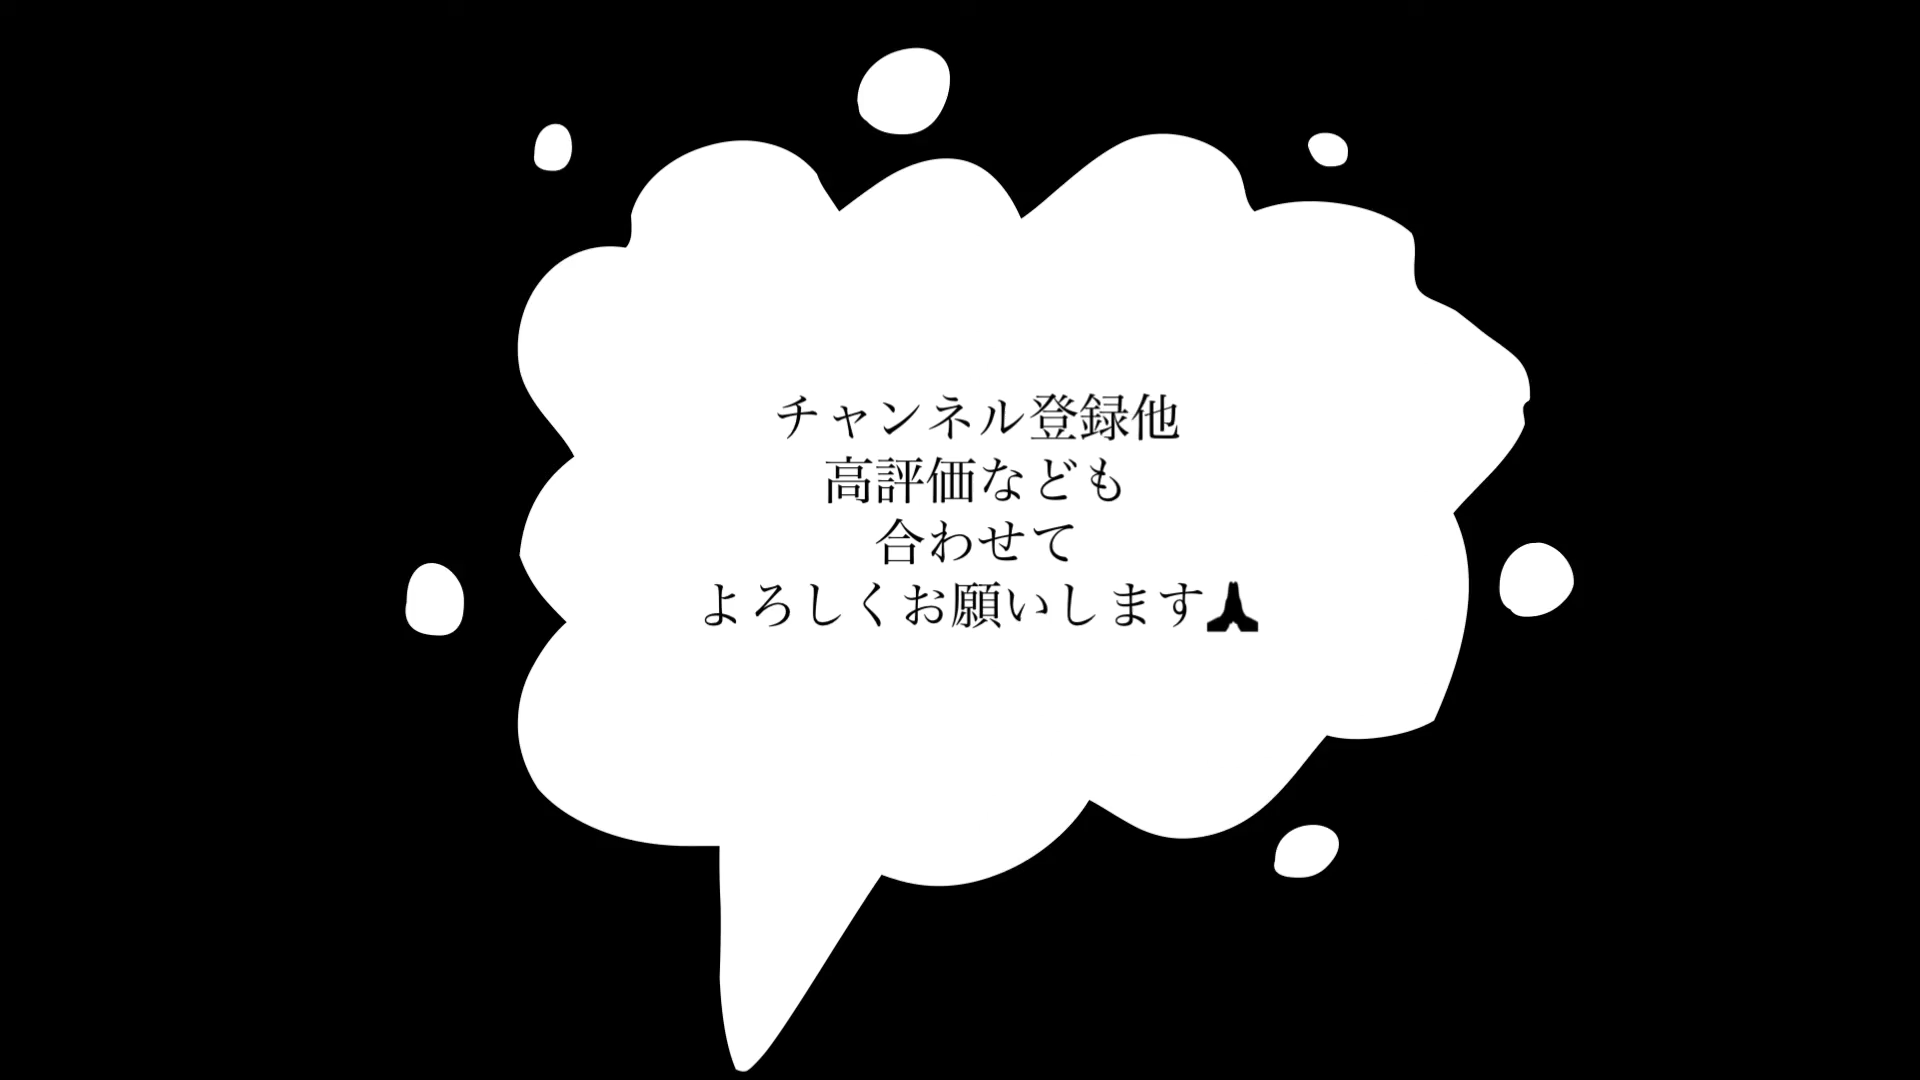 チャンネル登録他
高評価なども
合わせて
よろしくお願いします🙏